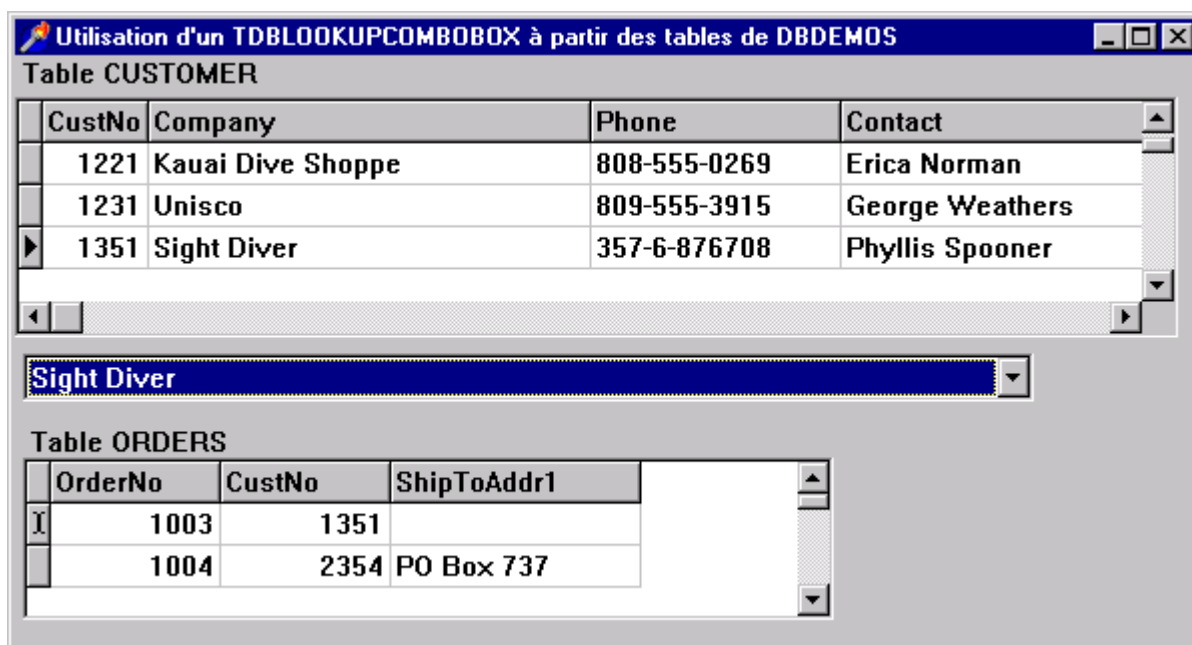 Utilisation d'un TDBLOOKUPCOMBOBOX à partir des tables de DBDEMOS
Table CUSTOMER
CustNo Company Phone Contact
1221 Kauai Dive Shoppe 808-555-0269 Erica Norman
1231 Unisco 809-555-3915 George Weathers
1351 Sight Diver 357-6-876708 Phyllis Spooner
Sight Diver
Table ORDERS
OrderNo CustNo ShipToAddr1
1003 1351
1004 2354 PO Box 737